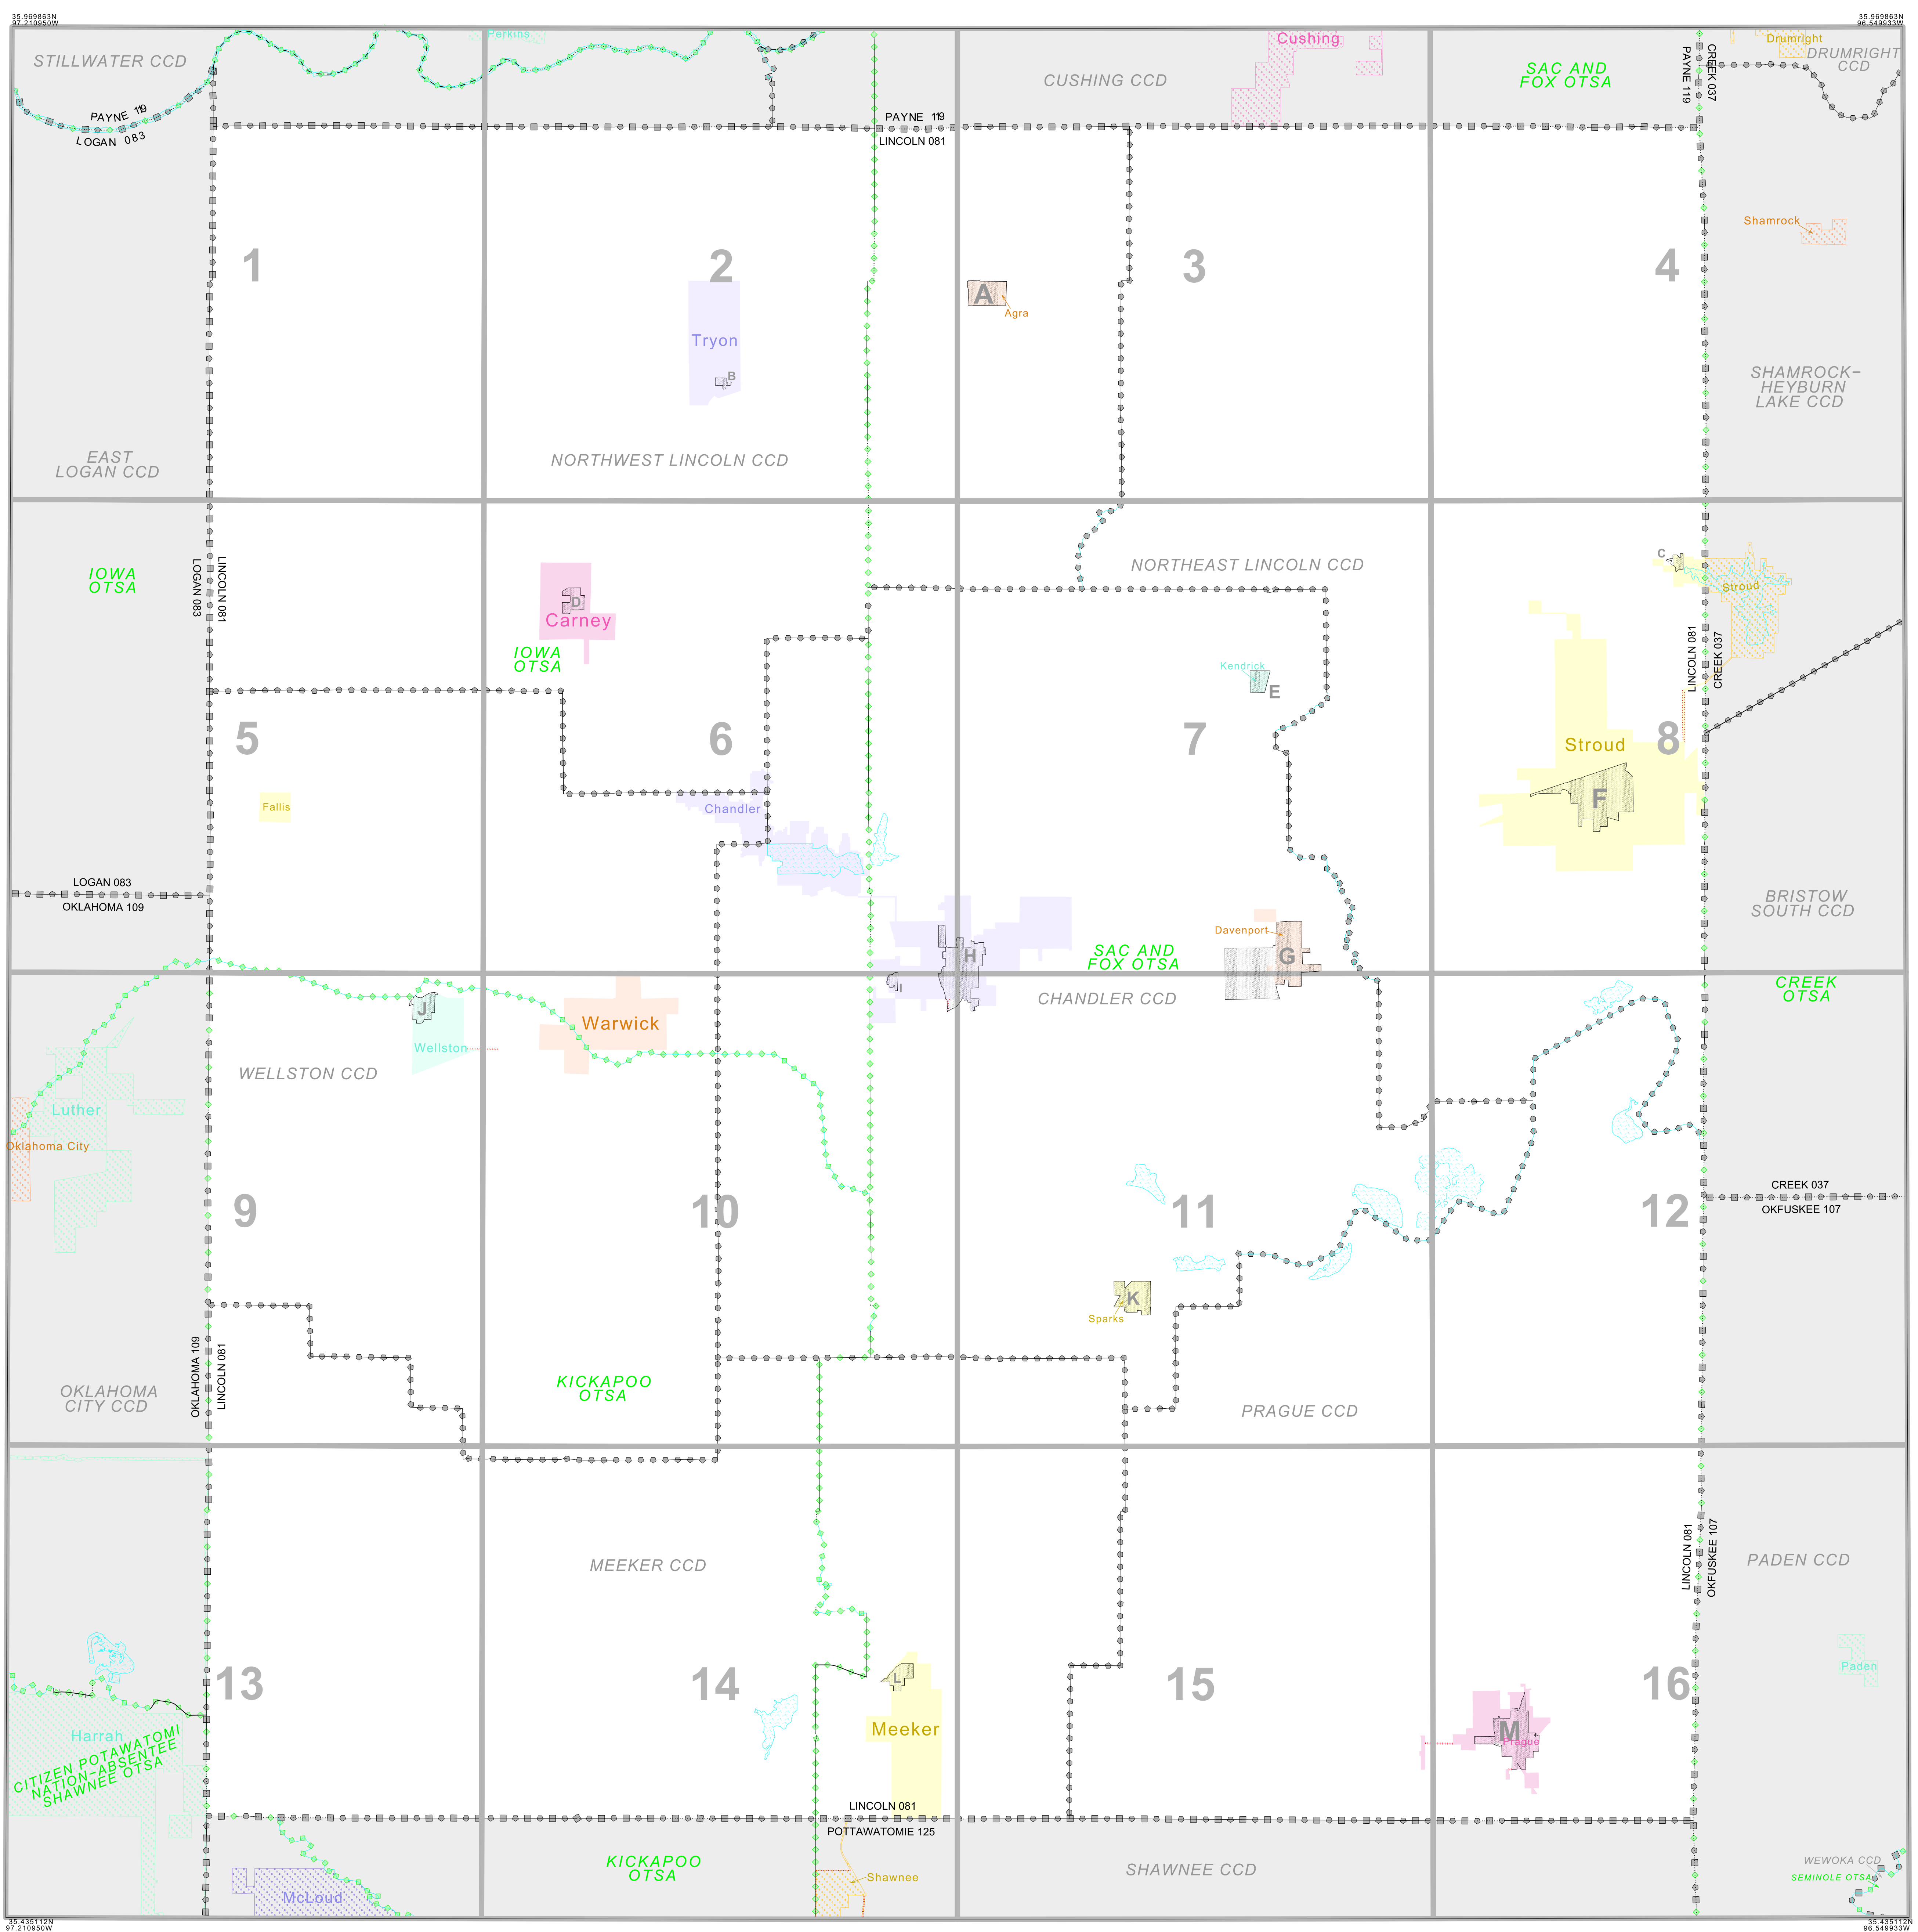 35.969863N
97.210950W
35.969863N
96.549933W
STILLWATER CCD
Perkins
Cushing
CUSHING CCD
SAC AND
FOX OTSA
PAYNE 119
CREEK 037
Drumright
DRUMRIGHT
CCD
PAYNE 119
LOGAN 083
PAYNE 119
LINCOLN 081
1
2
3
4
Shamrock
A
Agra
Tryon
B
SHAMROCK-
HEYBURN
LAKE CCD
EAST
LOGAN CCD
NORTHWEST LINCOLN CCD
IOWA
OTSA
LOGAN 083
LINCOLN 081
NORTHEAST LINCOLN CCD
C
Stroud
D
Carney
IOWA
OTSA
LINCOLN 081
CREEK 037
Kendrick
E
5
6
7
8
Stroud
Fallis
Chandler
F
LOGAN 083
OKLAHOMA 109
BRISTOW
SOUTH CCD
Davenport
G
H
SAC AND
FOX OTSA
I
CHANDLER CCD
CREEK
OTSA
J
Warwick
Wellston
WELLSTON CCD
Luther
Oklahoma City
9
10
11
12
CREEK 037
OKFUSKEE 107
K
Sparks
OKLAHOMA 109
LINCOLN 081
OKLAHOMA
CITY CCD
KICKAPOO
OTSA
PRAGUE CCD
MEEKER CCD
LINCOLN 081
OKFUSKEE 107
PADEN CCD
13
14
15
16
L
Paden
Harrah
CITIZEN POTAWATOMI
NATION-ABSENTEE
SHAWNEE OTSA
Meeker
M
Prague
LINCOLN 081
POTTAWATOMIE 125
KICKAPOO
OTSA
SHAWNEE CCD
WEWOKA CCD
SEMINOLE OTSA
Shawnee
McLoud
35.435112N
97.210950W
35.435112N
96.549933W